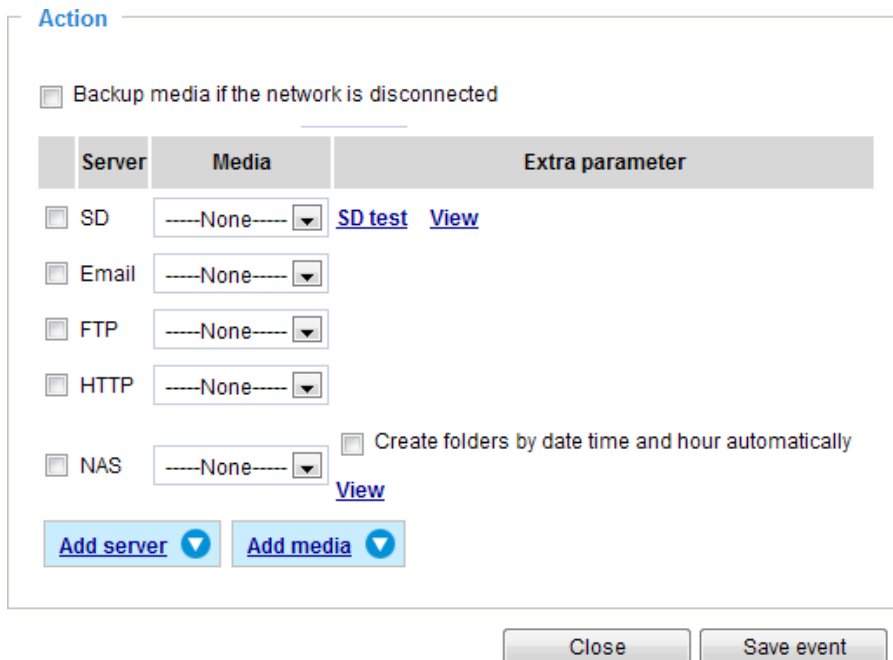 Action
Backup media if the network is disconnected
Server Media Extra parameter
SD -----None----- SD test View
Email -----None-----
FTP -----None-----
HTTP -----None-----
Create folders by date time and hour automatically
NAS -----None-----
View
Add server Add media
Close Save event